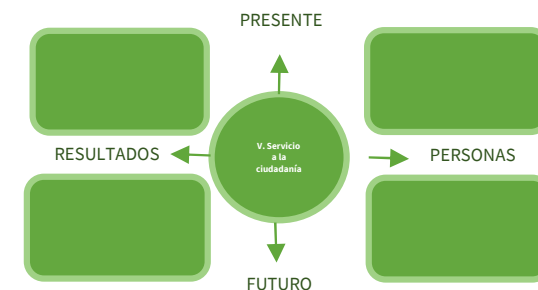 PRESENTE
V. Servicio
a la
ciudadanía
RESULTADOS
PERSONAS
FUTURO